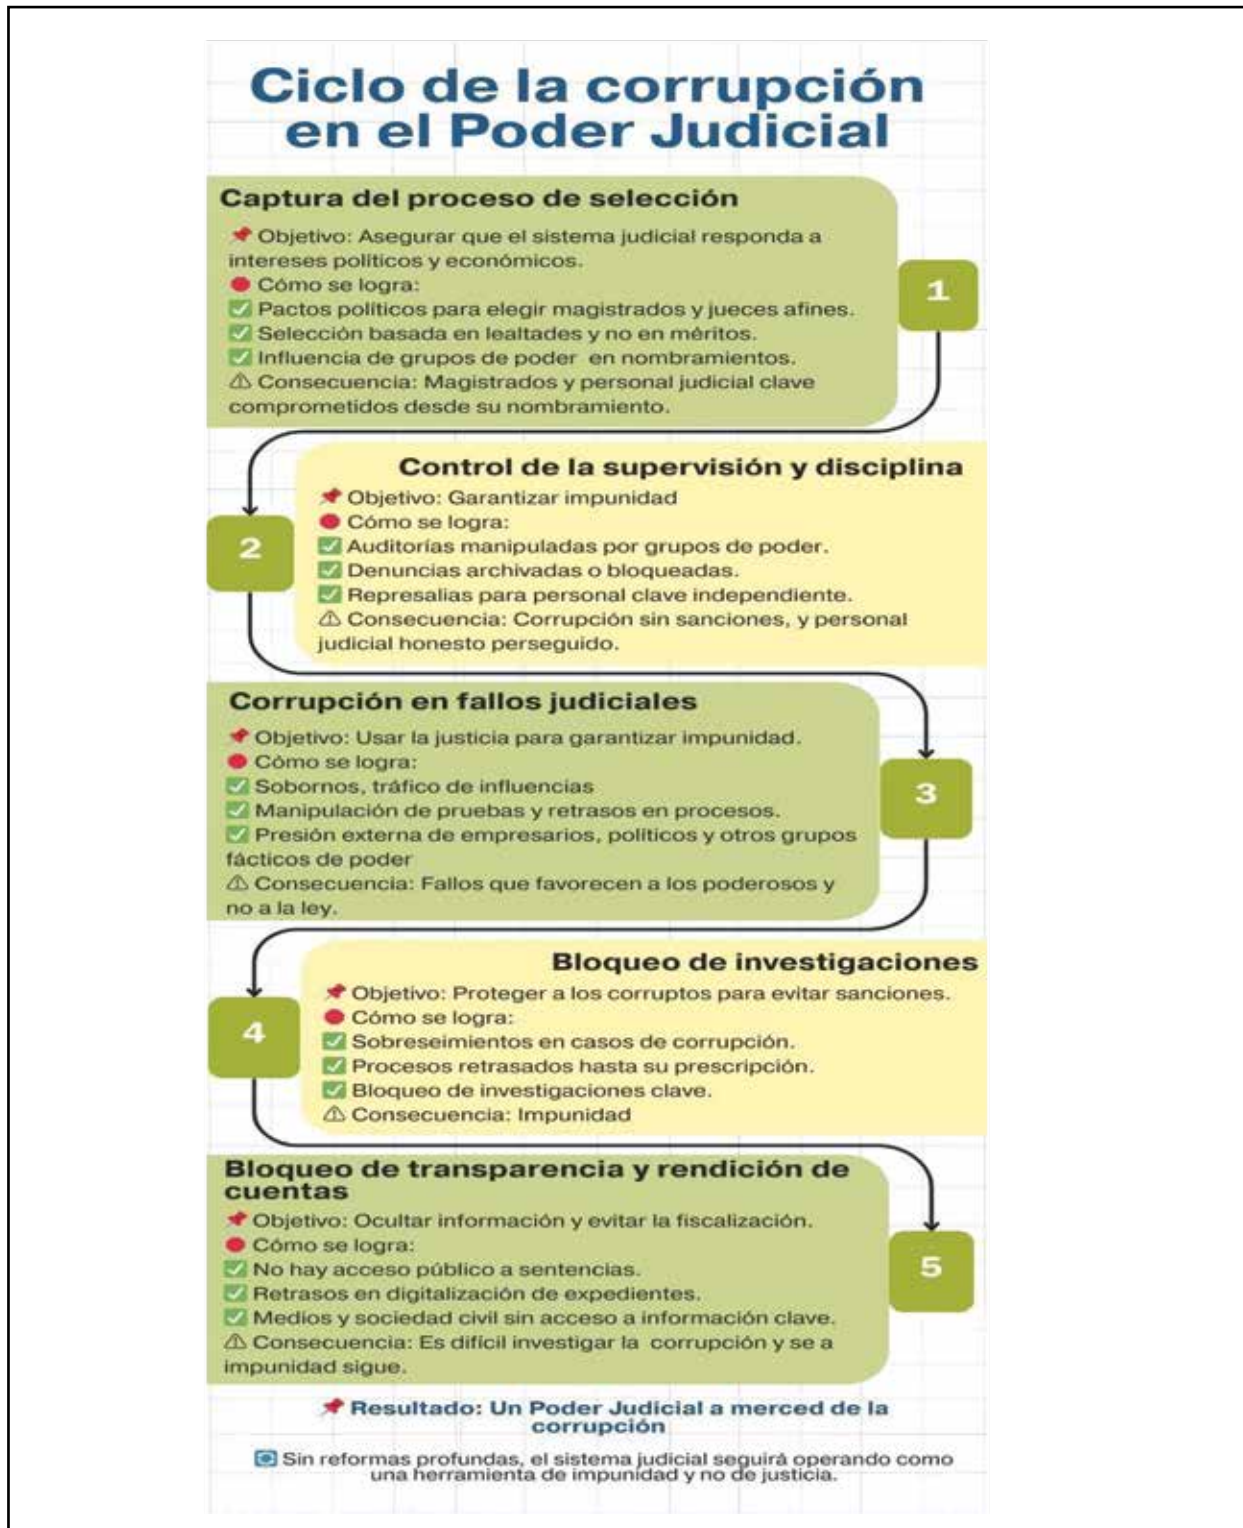 Ciclo de la corrupción
en el Poder Judicial
Captura del proceso de selección
📌 Objetivo: Asegurar que el sistema judicial responda a
intereses políticos y económicos.
🔴 Cómo se logra:
✅ Pactos políticos para elegir magistrados y jueces afines.
✅ Selección basada en lealtades y no en méritos.
✅ Influencia de grupos de poder en nombramientos.
⚠ Consecuencia: Magistrados y personal judicial clave
comprometidos desde su nombramiento.
1
Control de la supervisión y disciplina
📌 Objetivo: Garantizar impunidad
🔴 Cómo se logra:
✅ Auditorías manipuladas por grupos de poder.
✅ Denuncias archivadas o bloqueadas.
✅ Represalias para personal clave independiente.
⚠ Consecuencia: Corrupción sin sanciones, y personal
judicial honesto perseguido.
2
Corrupción en fallos judiciales
📌 Objetivo: Usar la justicia para garantizar impunidad.
🔴 Cómo se logra:
✅ Sobornos, tráfico de influencias
✅ Manipulación de pruebas y retrasos en procesos.
✅ Presión externa de empresarios, políticos y otros grupos
fácticos de poder
⚠ Consecuencia: Fallos que favorecen a los poderosos y
no a la ley.
3
Bloqueo de investigaciones
📌 Objetivo: Proteger a los corruptos para evitar sanciones.
🔴 Cómo se logra:
✅ Sobreseimientos en casos de corrupción.
✅ Procesos retrasados hasta su prescripción.
✅ Bloqueo de investigaciones clave.
⚠ Consecuencia: Impunidad
4
Bloqueo de transparencia y rendición de
cuentas
📌 Objetivo: Ocultar información y evitar la fiscalización.
🔴 Cómo se logra:
✅ No hay acceso público a sentencias.
✅ Retrasos en digitalización de expedientes.
✅ Medios y sociedad civil sin acceso a información clave.
⚠ Consecuencia: Es difícil investigar la corrupción y se a
impunidad sigue.
5
📌 Resultado: Un Poder Judicial a merced de la
corrupción
Sin reformas profundas, el sistema judicial seguirá operando como
una herramienta de impunidad y no de justicia.